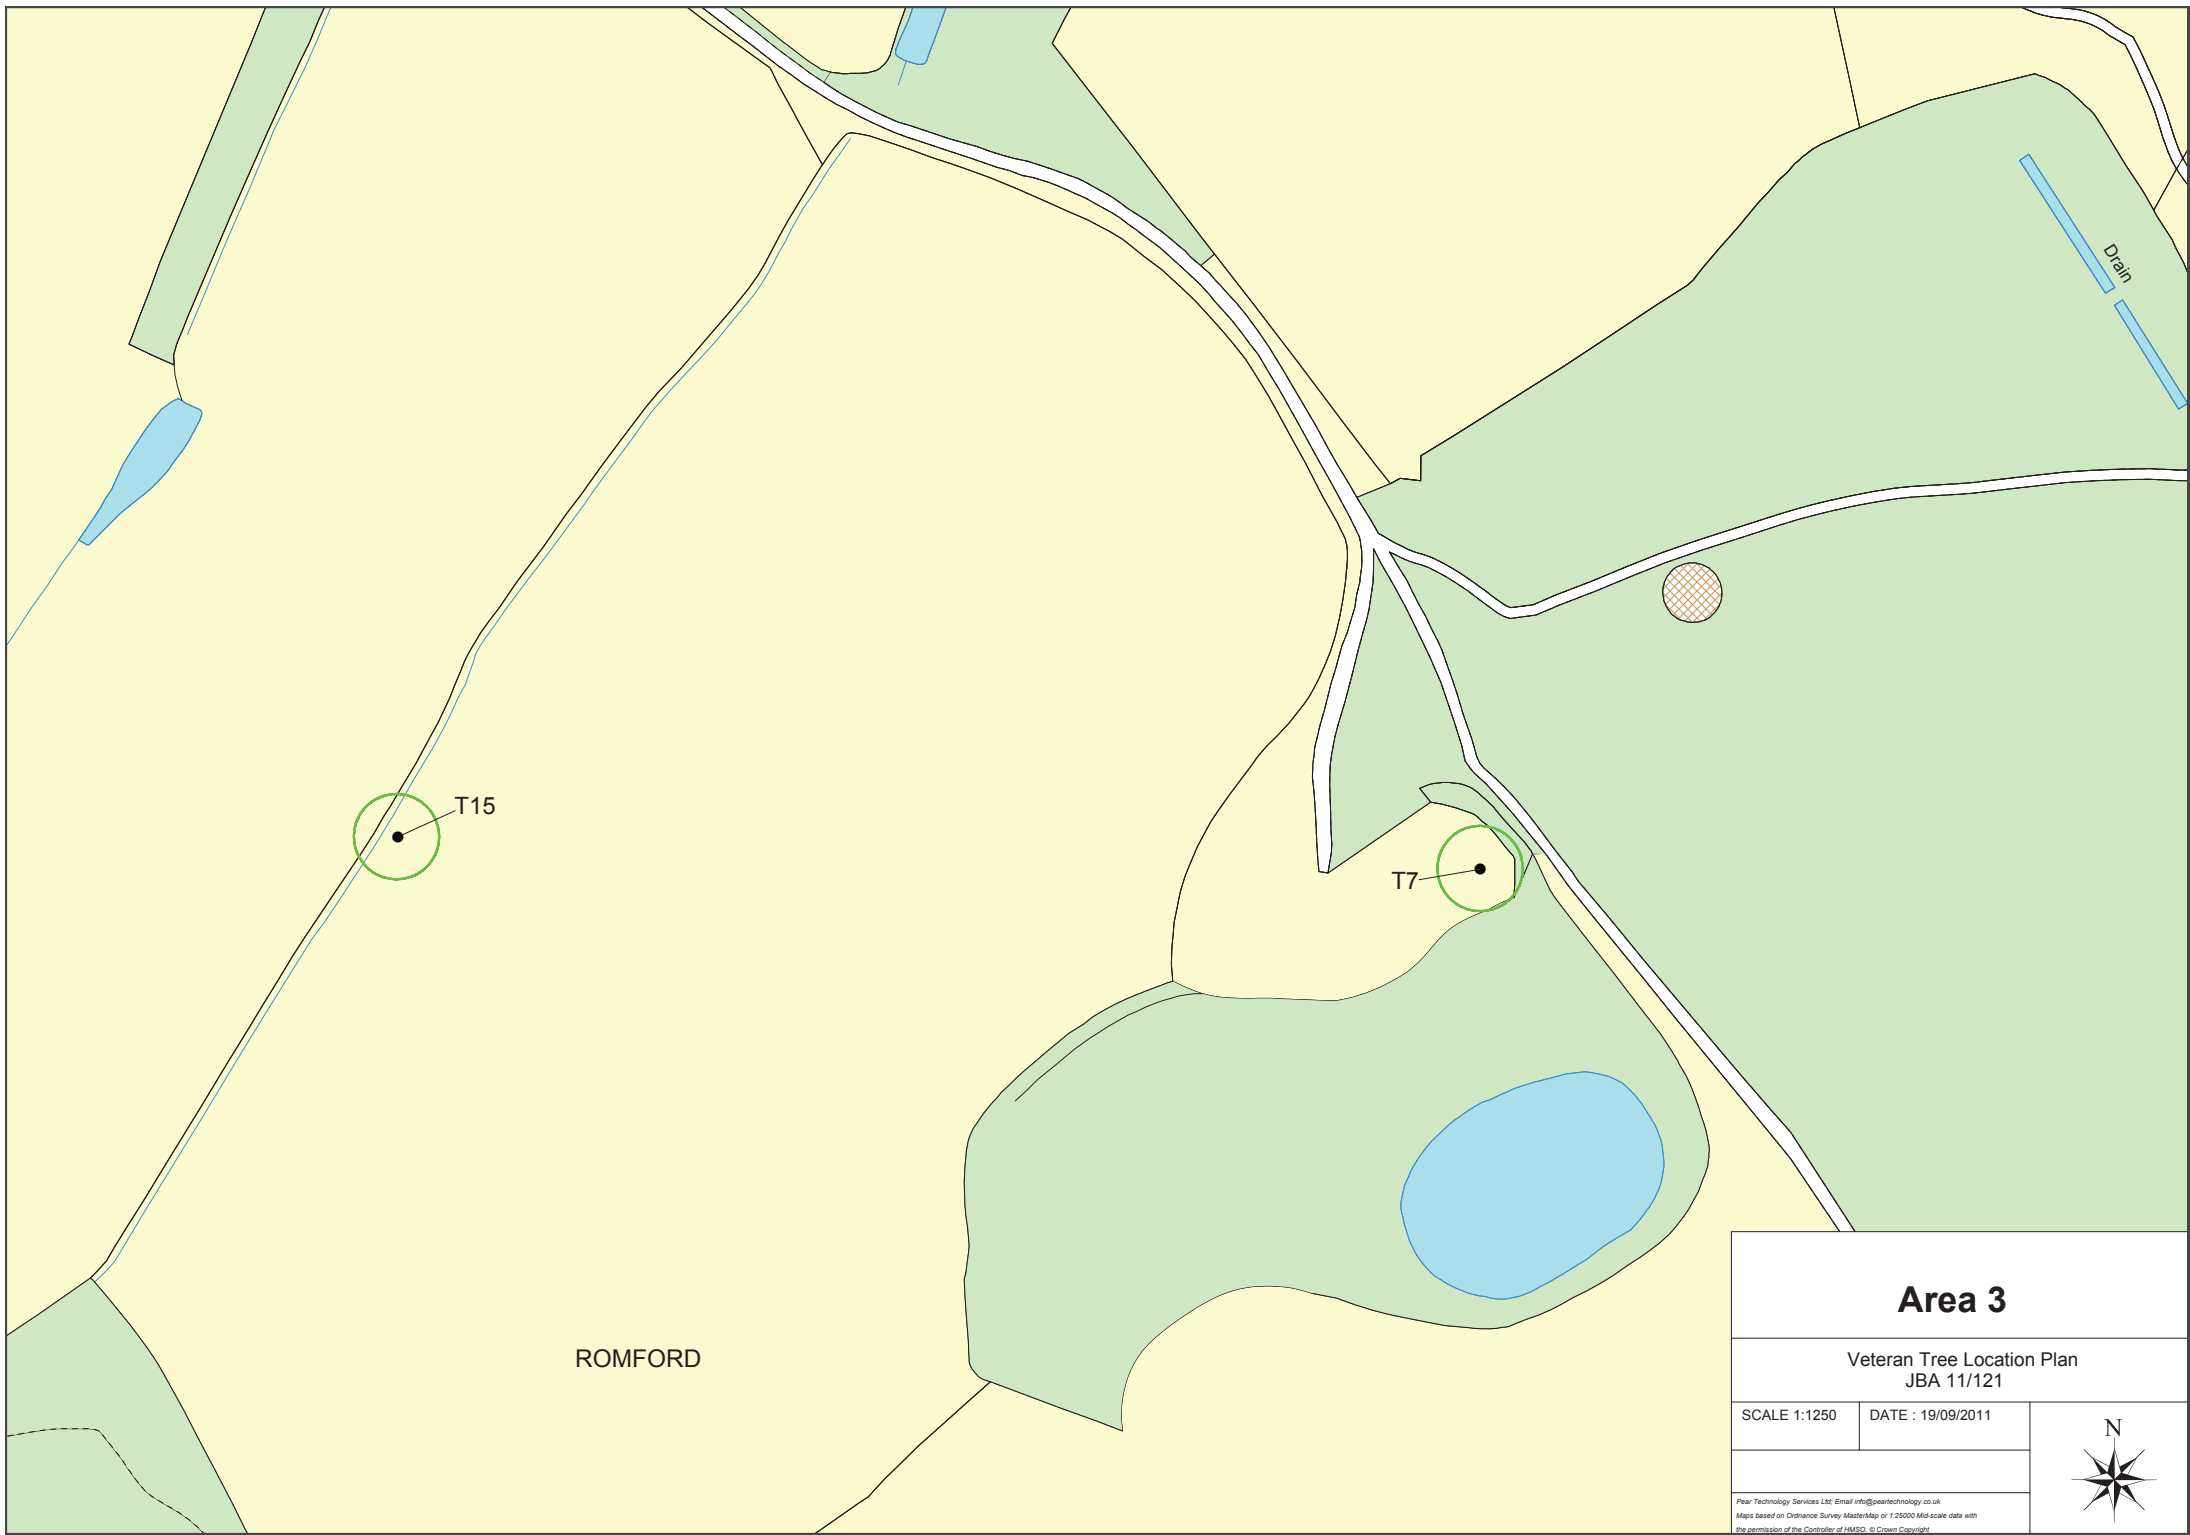 Drain
T15
T7
ROMFORD
Area 3
Veteran Tree Location Plan
JBA 11/121
SCALE 1:1250
DATE : 19/09/2011
N
Pear Technology Services Ltd; Email info@peartechnology.co.uk
Maps based on Ordnance Survey MasterMap or 1:25000 Mid-scale data with
the permission of the Controller of HMSO. © Crown Copyright